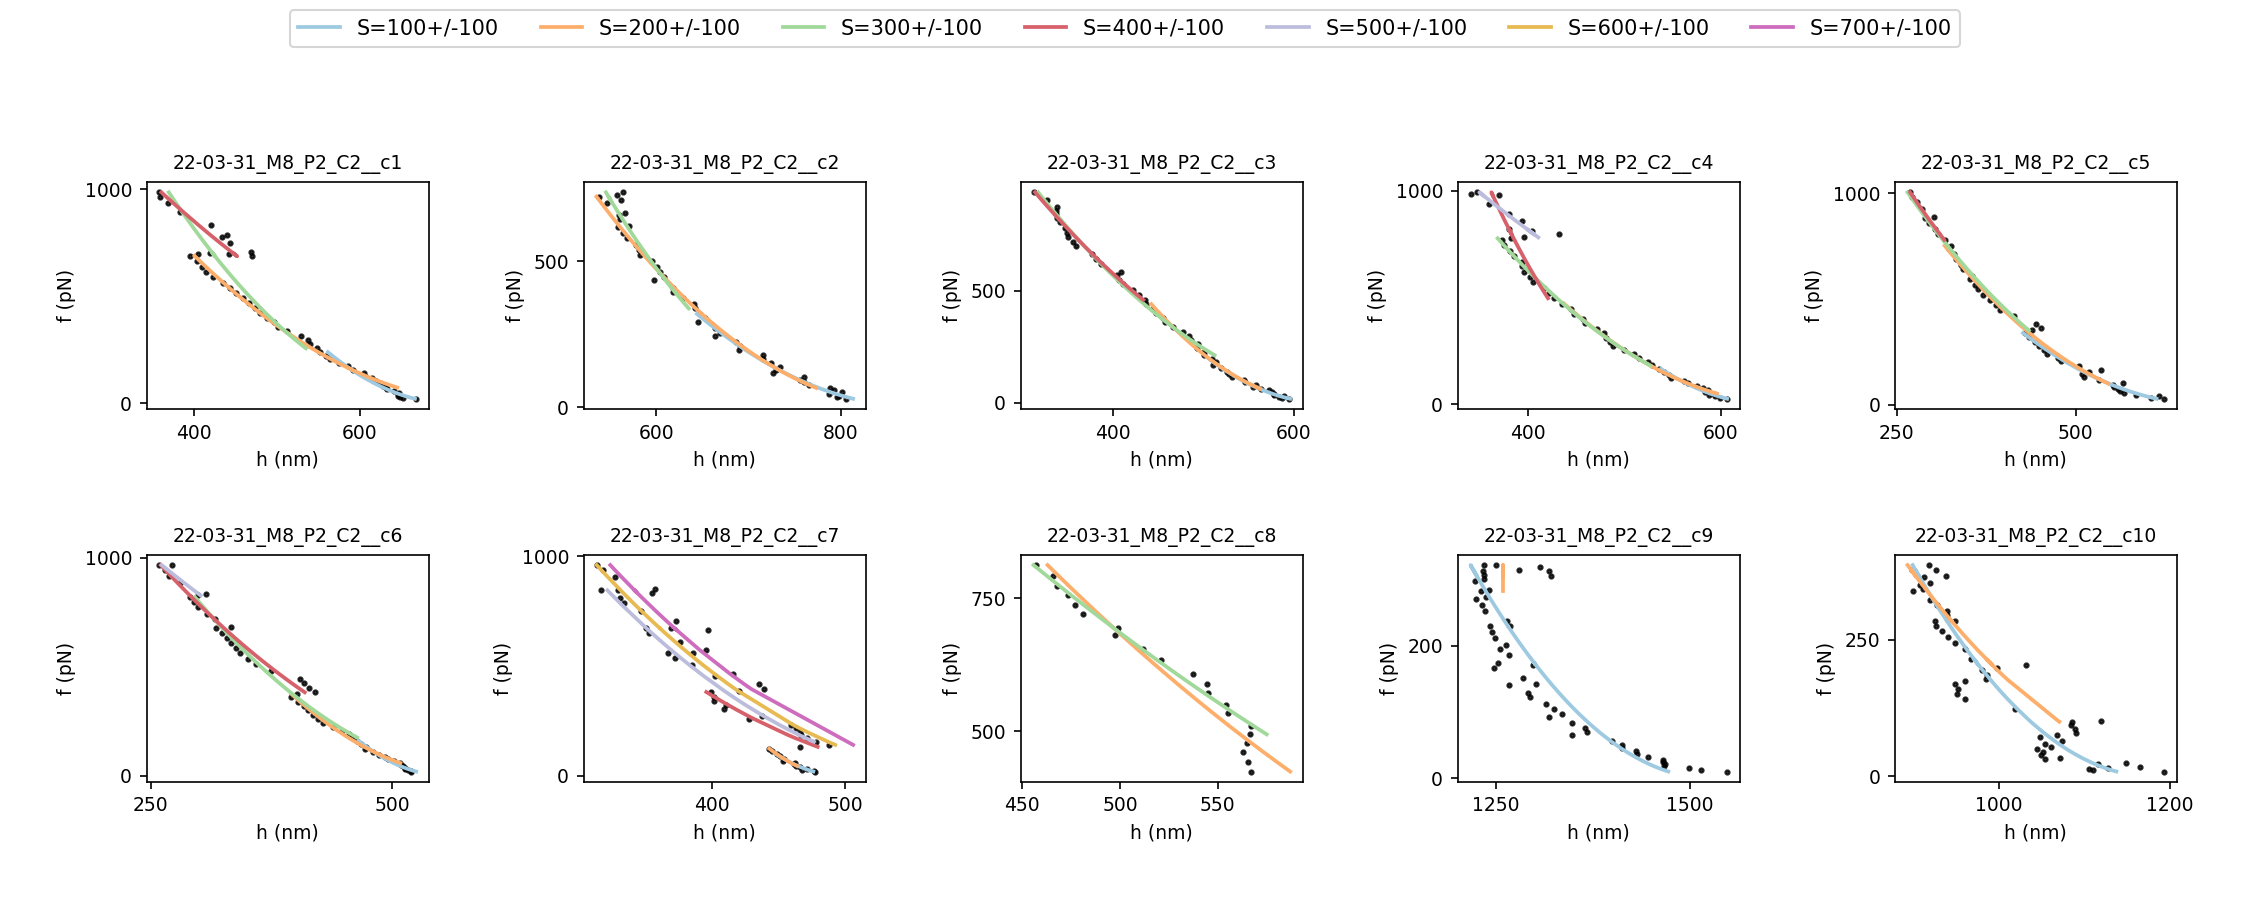 S=100+/-100 S=200+/-100 S=300+/-100 S=400+/-100 S=500+/-100 S=600+/-100 S=700+/-100
22-03-31_M8_P2_C2__c1
1000
0
400 600
f (pN)
h (nm)
22-03-31_M8_P2_C2__c2
500
0
600 800
f (pN)
h (nm)
22-03-31_M8_P2_C2__c3
500
0
400 600
f (pN)
h (nm)
22-03-31_M8_P2_C2__c4
1000
0
400 600
f (pN)
h (nm)
22-03-31_M8_P2_C2__c5
1000
0
250 500
f (pN)
h (nm)
22-03-31_M8_P2_C2__c6
1000
0
250 500
f (pN)
h (nm)
22-03-31_M8_P2_C2__c7
1000
0
400 500
f (pN)
h (nm)
22-03-31_M8_P2_C2__c8
750
500
450 500 550
f (pN)
h (nm)
22-03-31_M8_P2_C2__c9
200
0
1250 1500
f (pN)
h (nm)
22-03-31_M8_P2_C2__c10
250
0
1000 1200
f (pN)
h (nm)